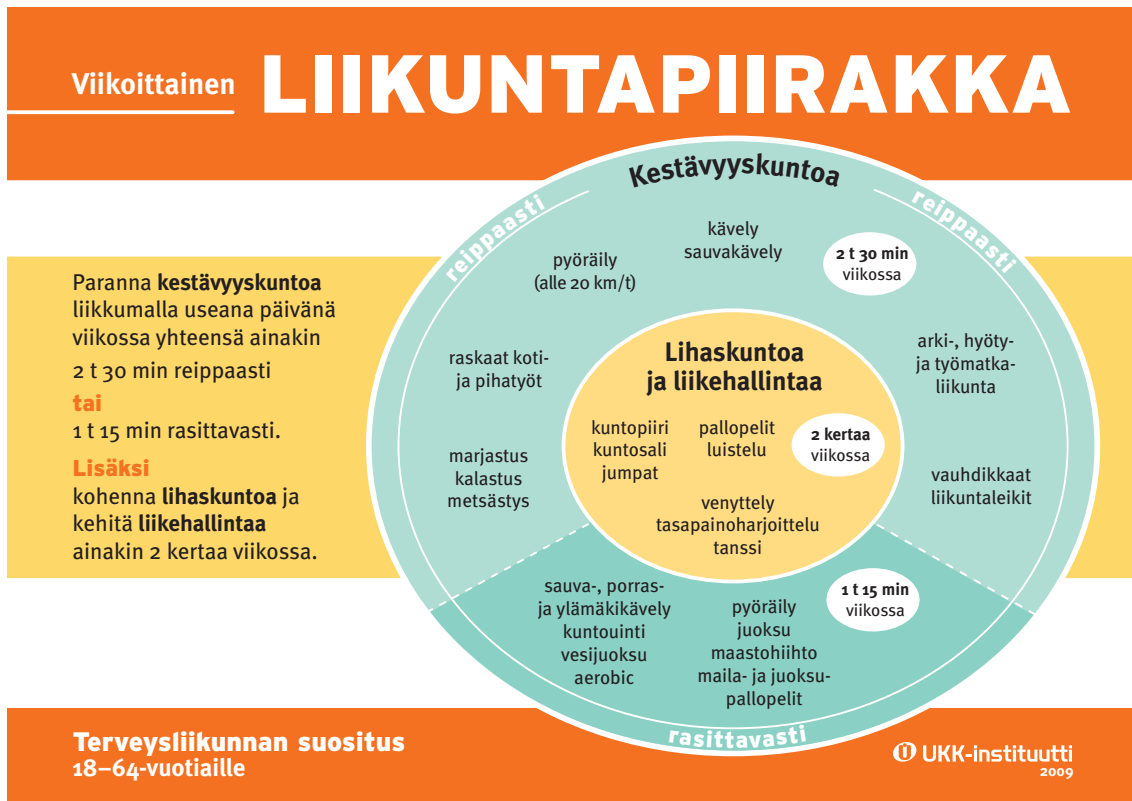 Viikoittainen LIIKUNTAPIIRAKKA
Paranna kestävyyskuntoa
liikkumalla useana päivänä
viikossa yhteensä ainakin
2 t 30 min reippaasti
tai
1 t 15 min rasittavasti.
Lisäksi
kohenna lihaskuntoa ja
kehitä liikehallintaa
ainakin 2 kertaa viikossa.
Kestävyyskuntoa
reippaasti
reippaasti
kävely
sauvakävely
2 t 30 min
viikossa
pyöräily
(alle 20 km/t)
raskaat koti-
ja pihatyöt
marjastus
kalastus
metsästys
arki-, hyöty-
ja työmatka-
liikunta
vauhdikkaat
liikuntaleikit
Lihaskuntoa
ja liikehallintaa
kuntopiiri
kuntosali
jumpat
pallopelit
luistelu
2 kertaa
viikossa
venyttely
tasapainoharjoittelu
tanssi
sauva-, porras-
ja ylämäkikävely
kuntouinti
vesijuoksu
aerobic
pyöräily
juoksu
maastohiihto
maila- ja juoksu-
pallopelit
1 t 15 min
viikossa
rasittavasti
Terveysliikunnan suositus
18–64-vuotiaille
UKK-instituutti
2009